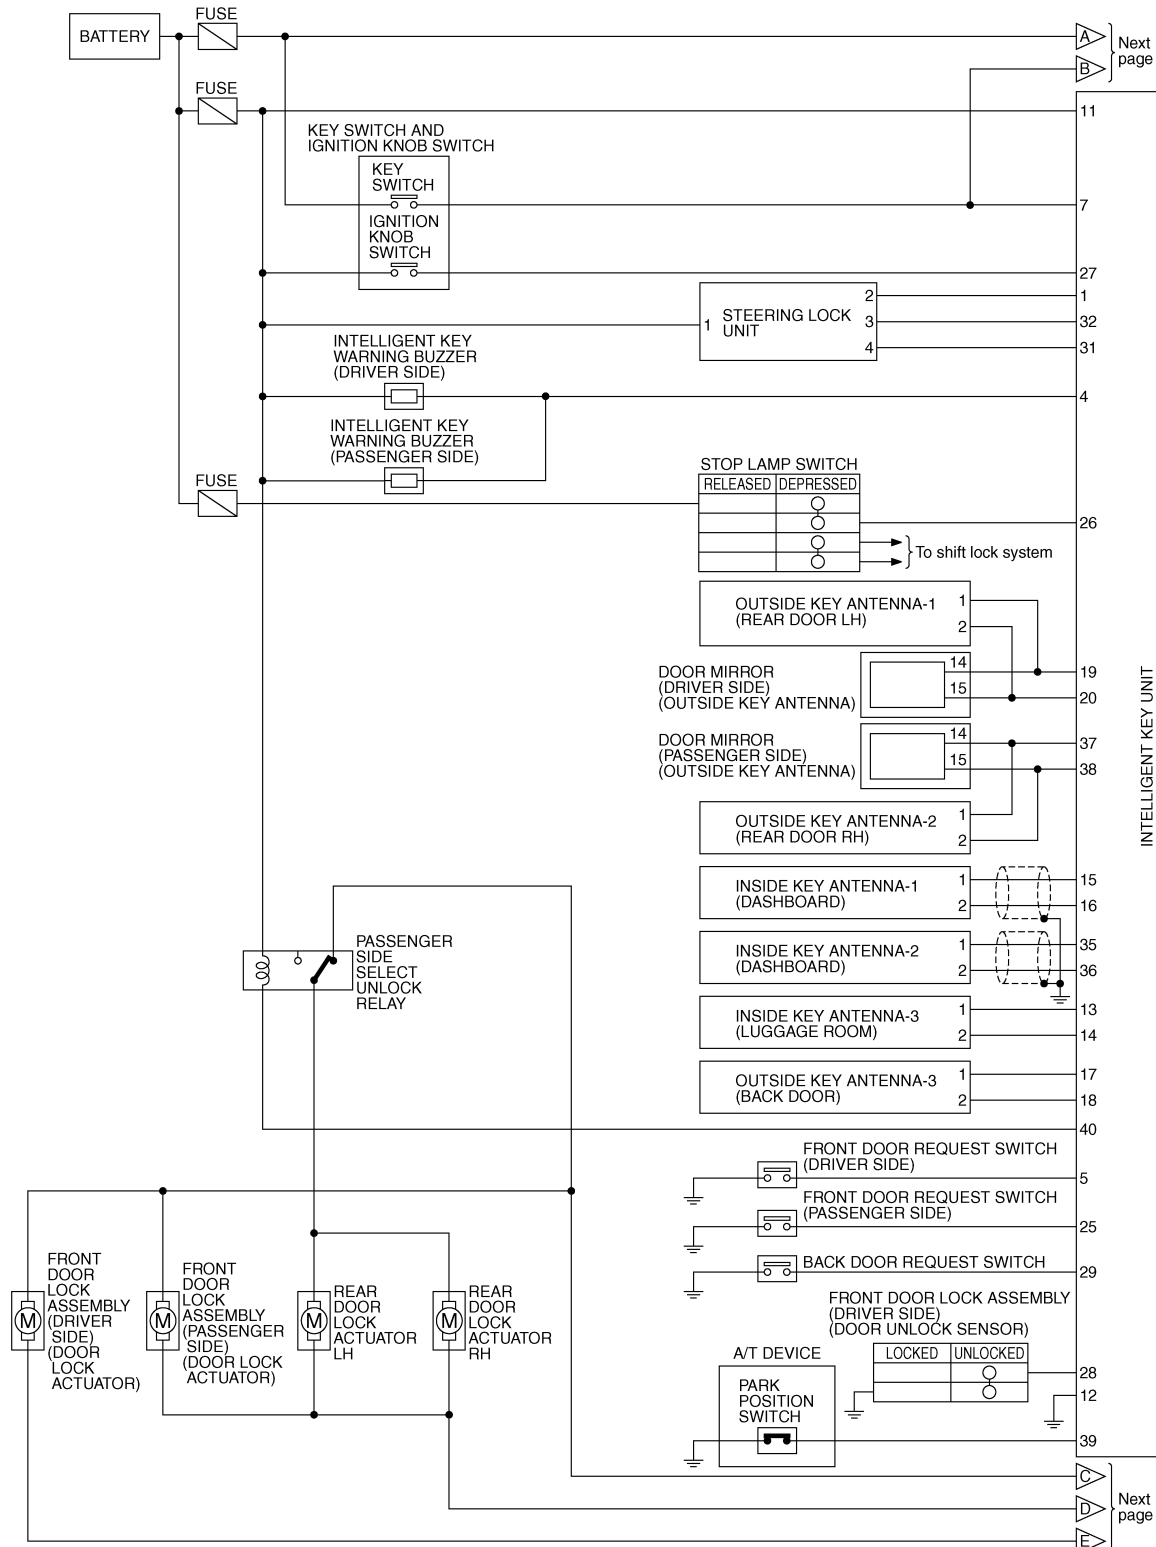 FUSE
BATTERY
A
Next
page
B
FUSE
11
KEY SWITCH AND
IGNITION KNOB SWITCH
KEY
SWITCH
7
IGNITION
KNOB
SWITCH
27
2
1
1
STEERING LOCK
UNIT
3
32
4
31
INTELLIGENT KEY
WARNING BUZZER
(DRIVER SIDE)
4
INTELLIGENT KEY
WARNING BUZZER
(PASSENGER SIDE)
FUSE
STOP LAMP SWITCH
RELEASED DEPRESSED
26
To shift lock system
OUTSIDE KEY ANTENNA-1
(REAR DOOR LH)
1
2
DOOR MIRROR
(DRIVER SIDE)
(OUTSIDE KEY ANTENNA)
14
15
19
20
DOOR MIRROR
(PASSENGER SIDE)
(OUTSIDE KEY ANTENNA)
14
15
37
38
OUTSIDE KEY ANTENNA-2
(REAR DOOR RH)
1
2
INTELLIGENT KEY UNIT
INSIDE KEY ANTENNA-1
(DASHBOARD)
1
2
15
16
INSIDE KEY ANTENNA-2
(DASHBOARD)
1
2
35
36
PASSENGER
SIDE
SELECT
UNLOCK
RELAY
INSIDE KEY ANTENNA-3
(LUGGAGE ROOM)
1
2
13
14
OUTSIDE KEY ANTENNA-3
(BACK DOOR)
1
2
17
18
40
FRONT DOOR REQUEST SWITCH
(DRIVER SIDE)
5
FRONT DOOR REQUEST SWITCH
(PASSENGER SIDE)
25
BACK DOOR REQUEST SWITCH
29
M
FRONT
DOOR
LOCK
ASSEMBLY
(DRIVER
SIDE)
(DOOR
LOCK
ACTUATOR)
M
FRONT
DOOR
LOCK
ASSEMBLY
(PASSENGER
SIDE)
(DOOR LOCK
ACTUATOR)
M
REAR
DOOR
LOCK
ACTUATOR
LH
M
REAR
DOOR
LOCK
ACTUATOR
RH
FRONT DOOR LOCK ASSEMBLY
(DRIVER SIDE)
(DOOR UNLOCK SENSOR)
LOCKED UNLOCKED
28
12
A/T DEVICE
PARK
POSITION
SWITCH
39
C
D
Next
page
E